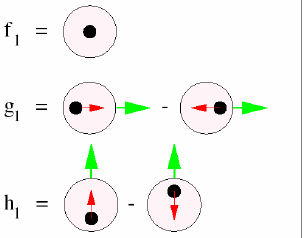 f1 =
g1 = -
h1 = -